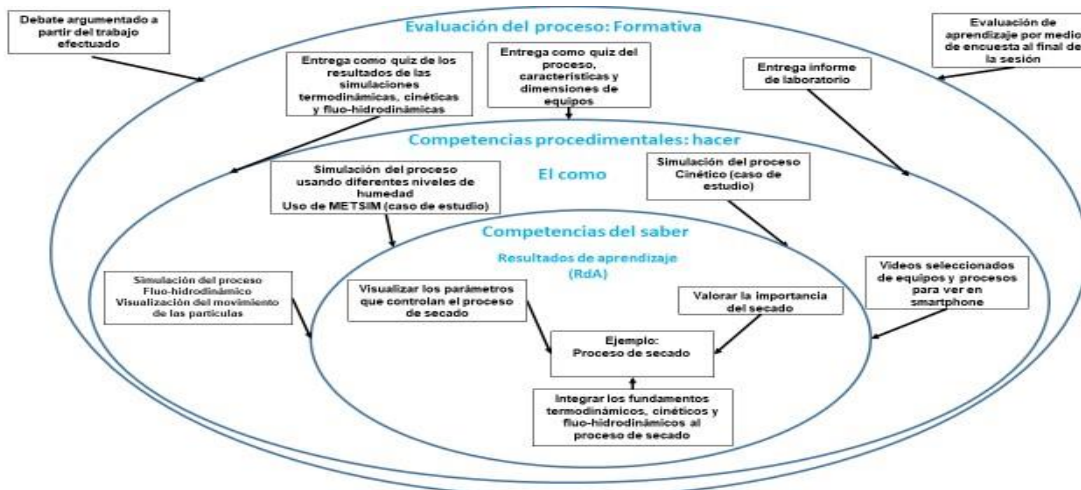 Debate argumentado a
partir del trabajo
efectuado
Evaluación del proceso: Formativa
Evaluación de
aprendizaje por medio
de encuesta al final de
la sesión
Entrega como quiz de los
resultados de las
simulaciones
termodinámicas, cinéticas
y fluo-hidrodinámicas
Entrega como quiz del
proceso,
características y
dimensiones de
equipos
Entrega informe
de laboratorio
Competencias procedimentales: hacer
El como
Simulación del proceso
usando diferentes niveles de
humedad
Uso de METSIM (caso de estudio)
Simulación del proceso
Cinético (caso de
estudio)
Competencias del saber
Resultados de aprendizaje
(RdA)
Simulación del proceso
Fluo-hidrodinámico
Visualización del movimiento
de las partículas
Visualizar los parámetros
que controlan el proceso
de secado
Valorar la importancia
del secado
Videos seleccionados
de equipos y procesos
para ver en
smartphone
Ejemplo:
Proceso de secado
Integrar los fundamentos
termodinámicos, cinéticos y
fluo-hidrodinámicos al
proceso de secado